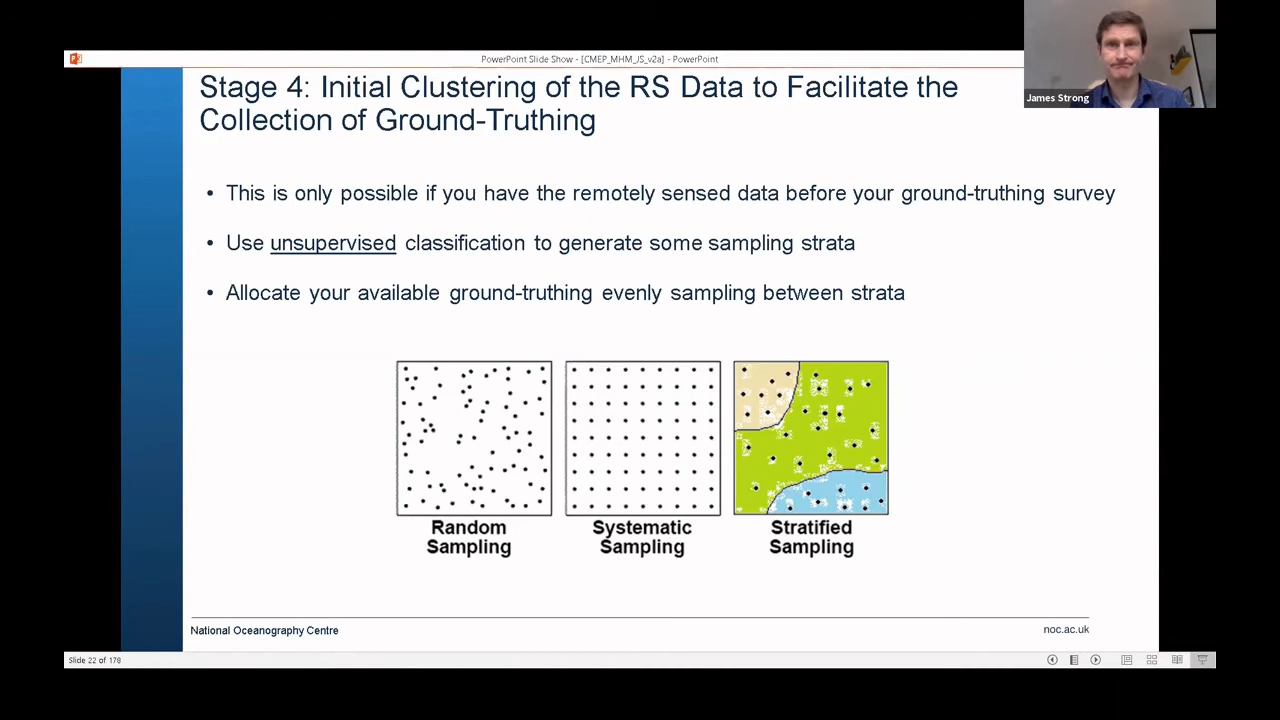 PowerPoint Slide Show - [CMEP_MHM_JS_v2a] - PowerPoint
James Strong
Stage 4: Initial Clustering of the RS Data to Facilitate the
Collection of Ground-Truthing
• This is only possible if you have the remotely sensed data before your ground-truthing survey
• Use unsupervised classification to generate some sampling strata
• Allocate your available ground-truthing evenly sampling between strata
Random
Sampling
Systematic
Sampling
Stratified
Sampling
National Oceanography Centre
noc.ac.uk
Slide 22 of 178